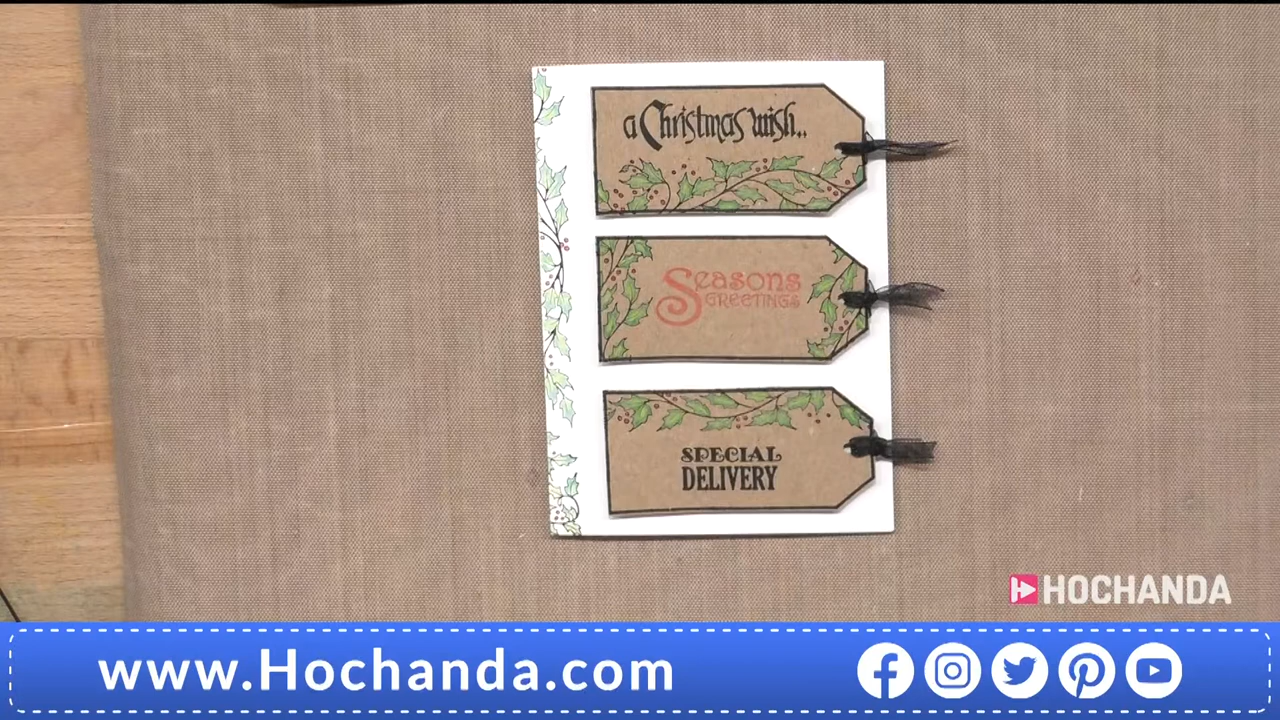 a Christmas wish..
Seasons
GREETINGS
SPECIAL
DELIVERY
HOCHANDA
www.Hochanda.com